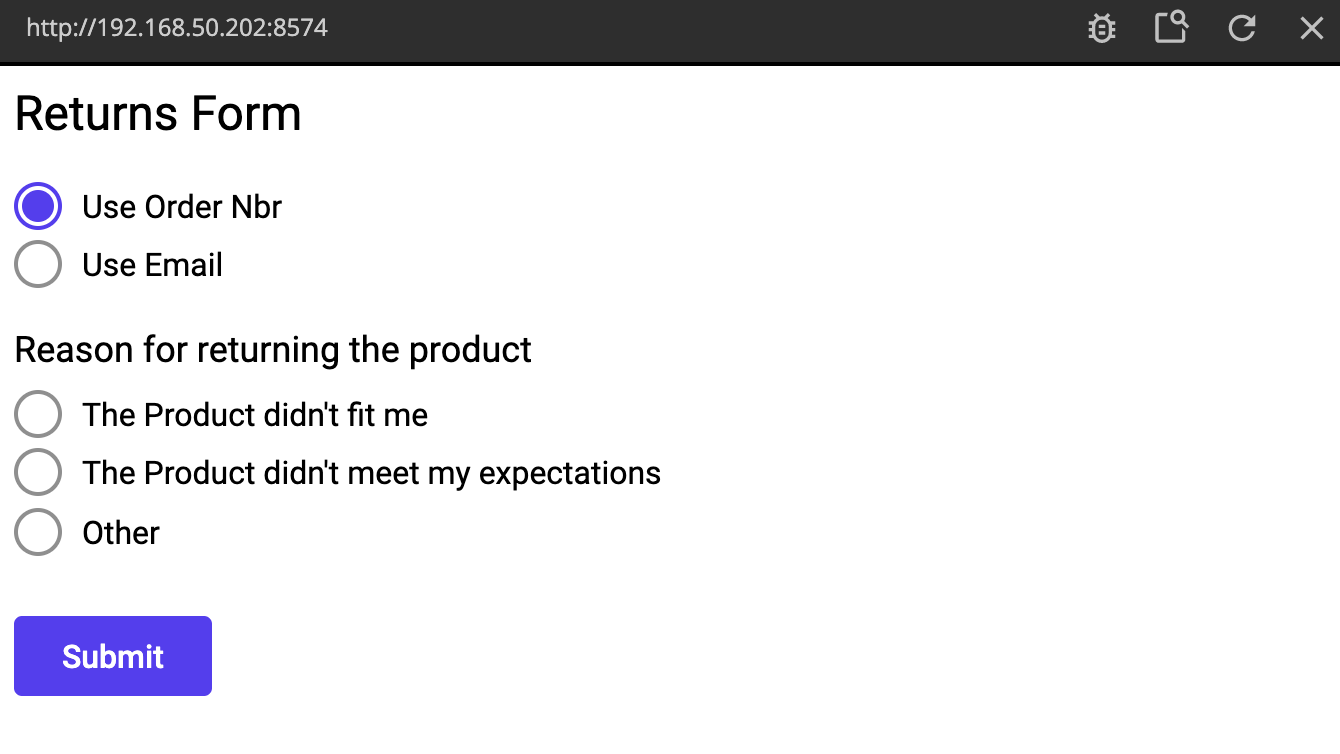 http://192.168.50.202:8574
Returns Form
Use Order Nbr
Use Email
Reason for returning the product
The Product didn't fit me
The Product didn't meet my expectations
Other
Submit